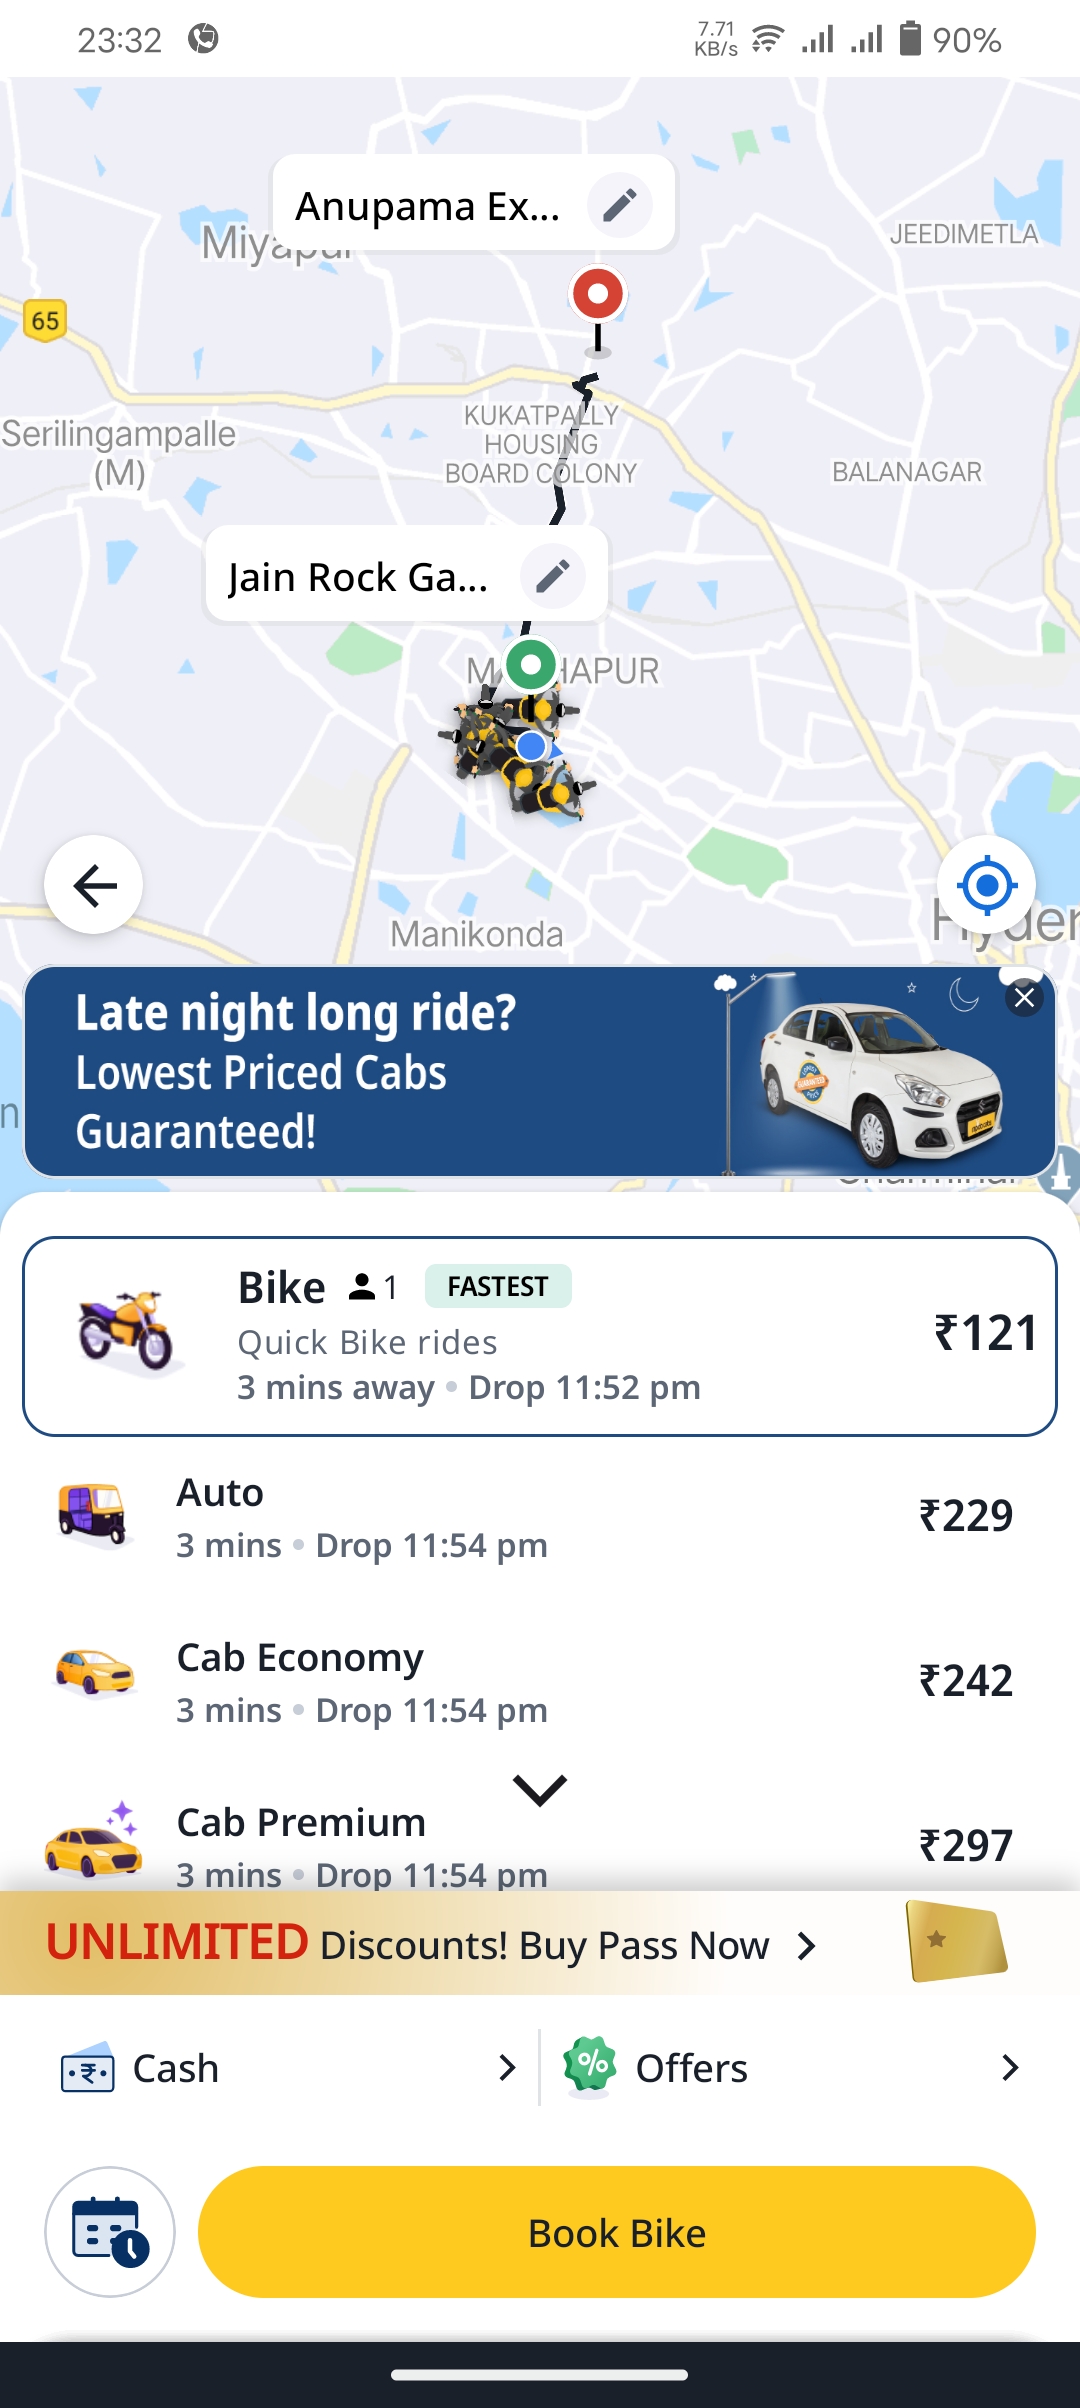 23:32
7.71
KB/s
90%
Anupama Ex...
Miyapur
JEEDIMETLA
65
KUKATPALLY
HOUSING
BOARD COLONY
Serilingampalle
(M)
BALANAGAR
Jain Rock Ga...
Manikonda
Late night long ride?
Lowest Priced Cabs
Guaranteed!
Bike 1 FASTEST
Quick Bike rides
3 mins away • Drop 11:52 pm
₹121
Auto
3 mins • Drop 11:54 pm
₹229
Cab Economy
3 mins • Drop 11:54 pm
₹242
Cab Premium
3 mins • Drop 11:54 pm
₹297
UNLIMITED Discounts! Buy Pass Now
Cash
Offers
Book Bike